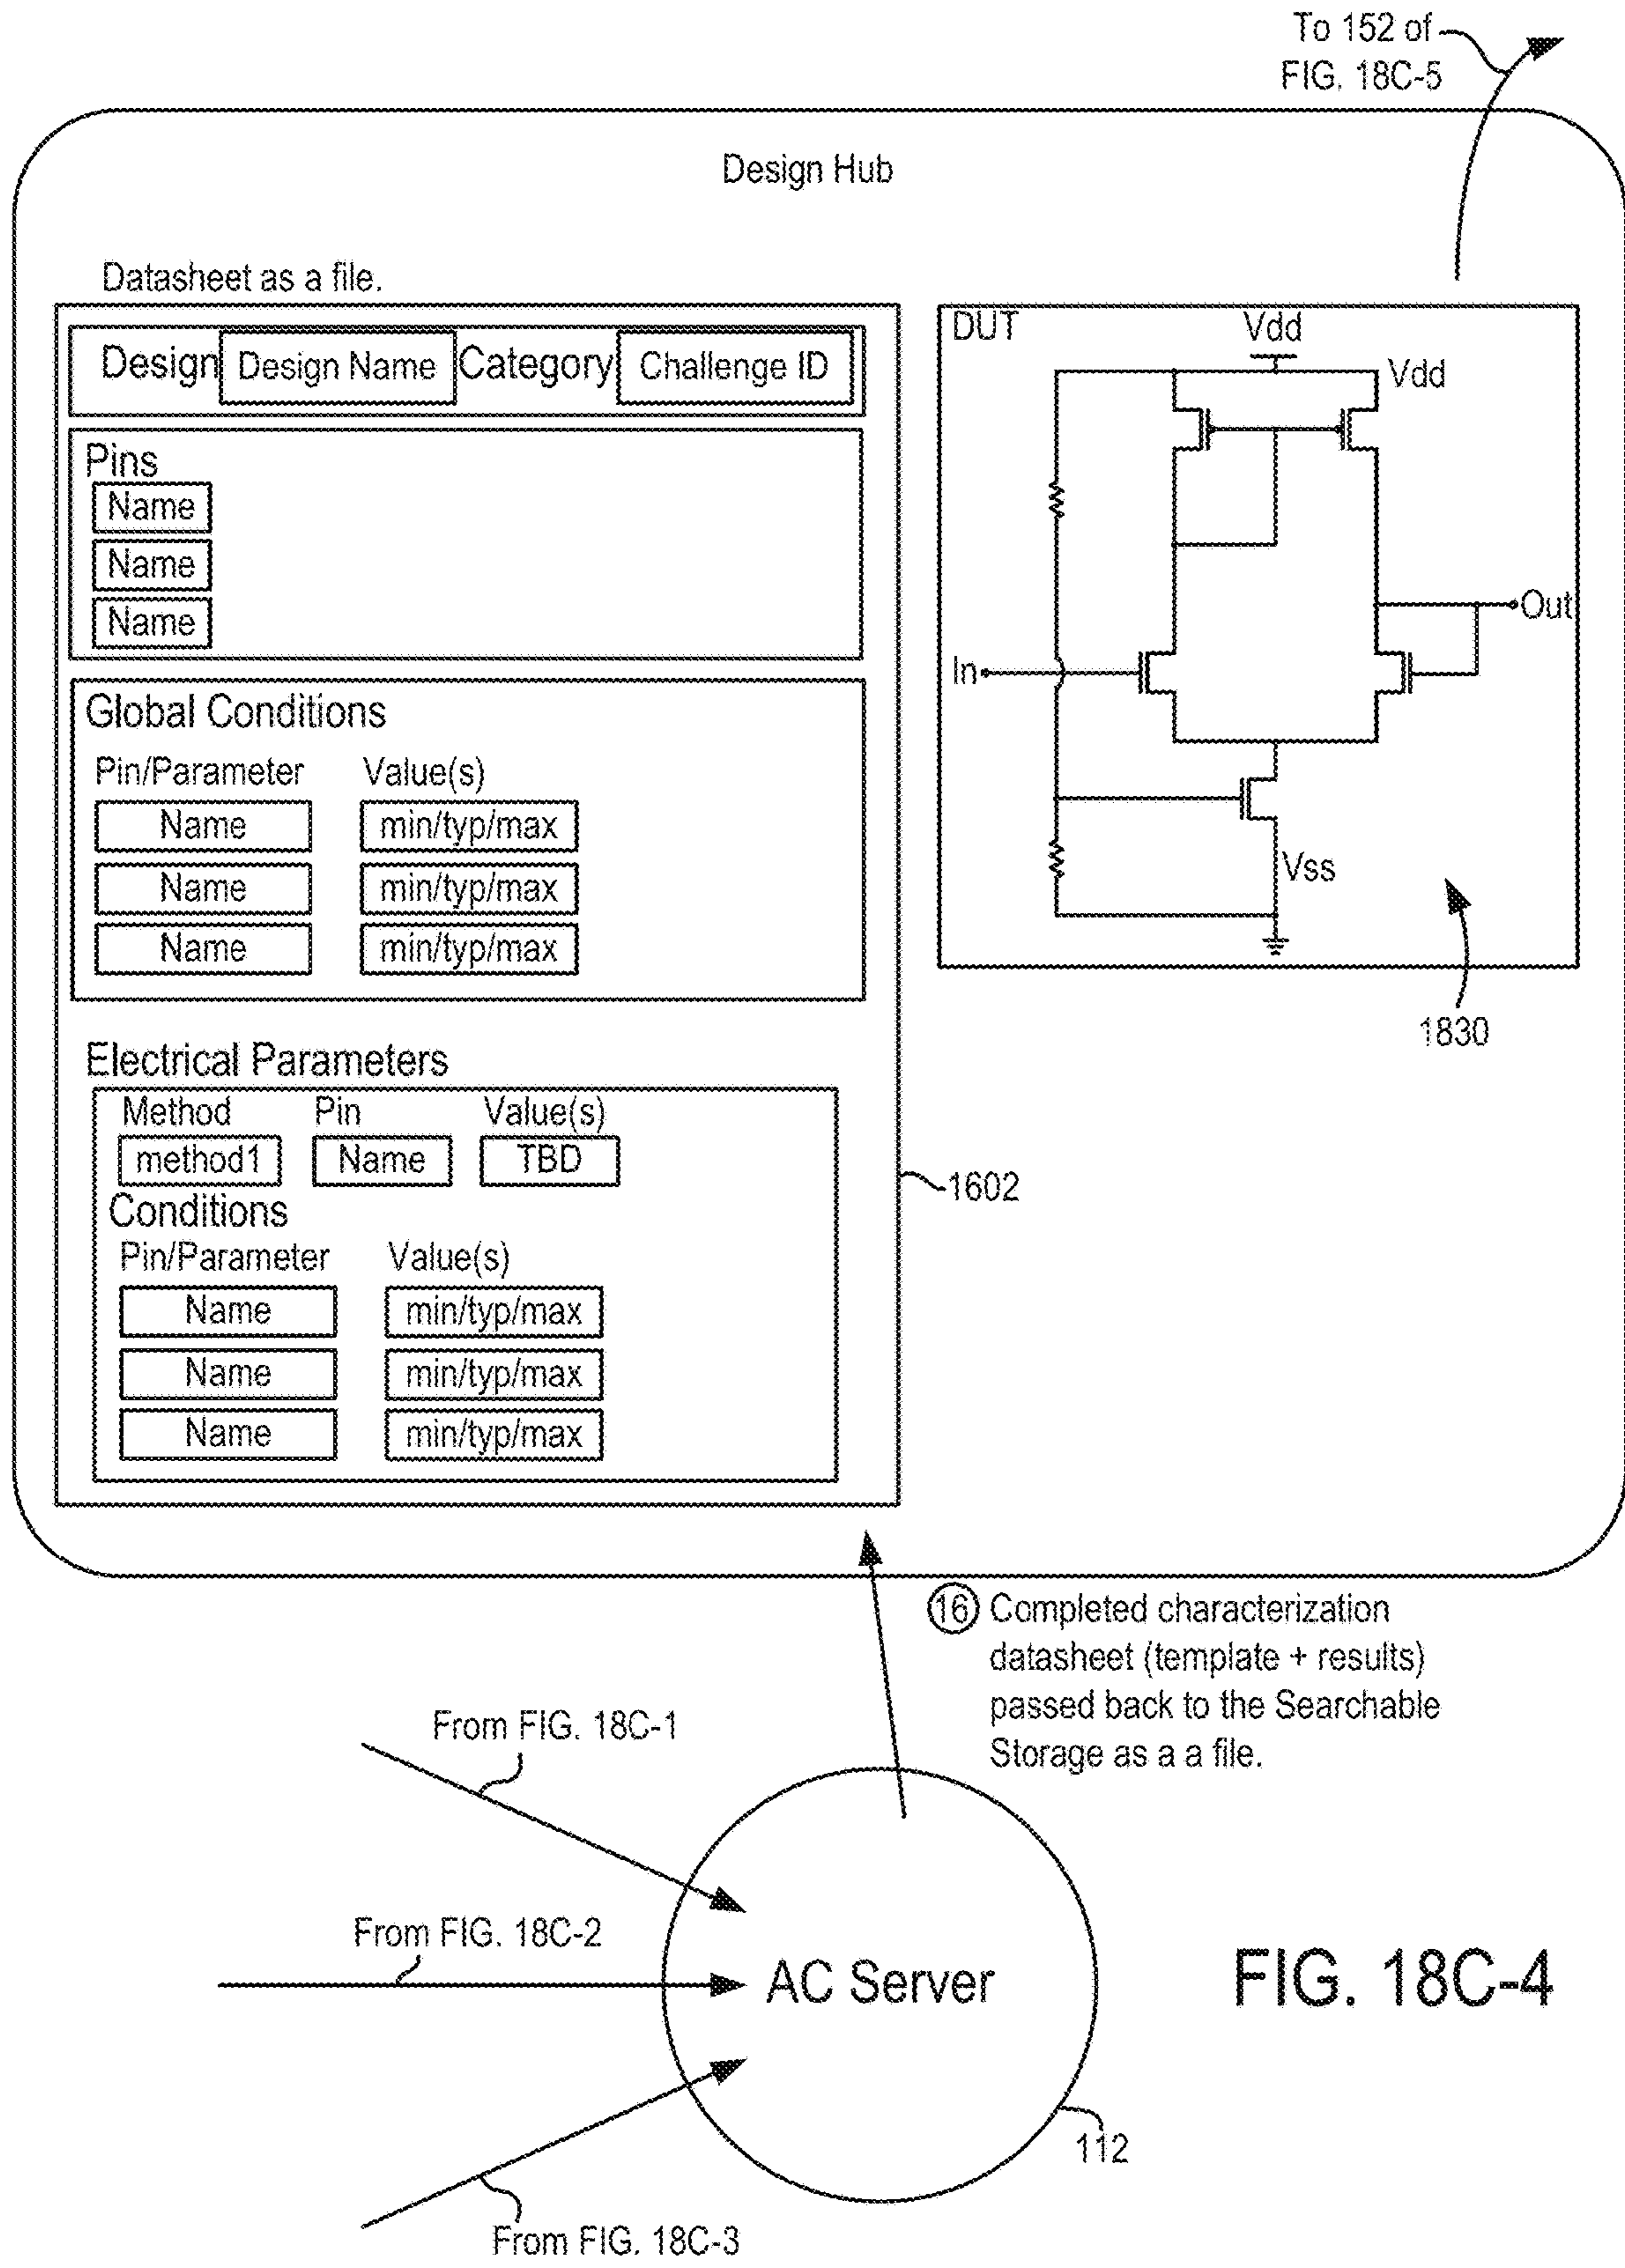 To 152 of
FIG. 18C-5
Design Hub
Datasheet as a file.
Design Design Name Category Challenge ID
Pins
Name
Name
Name
Global Conditions
Pin/Parameter Value(s)
Name min/typ/max
Name min/typ/max
Name min/typ/max
Electrical Parameters
Method Pin Value(s)
method1 Name TBD
Conditions
Pin/Parameter Value(s)
Name min/typ/max
Name min/typ/max
Name min/typ/max
1602
DUT Vdd
Vdd
Out
In
Vss
1830
16 Completed characterization
datasheet (template + results)
passed back to the Searchable
Storage as a a file.
From FIG. 18C-1
From FIG. 18C-2
AC Server
From FIG. 18C-3
112
FIG. 18C-4